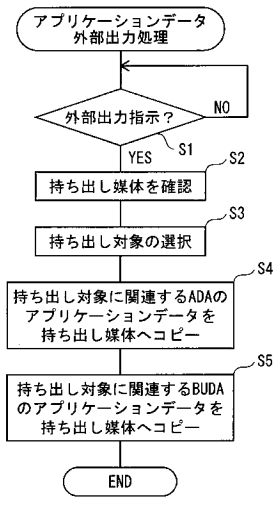 アプリケーションデータ
外部出力処理
外部出力指示?
NO
S1
YES
S2
持ち出し媒体を確認
S3
持ち出し対象の選択
S4
持ち出し対象に関連するADAの
アプリケーションデータを
持ち出し媒体へコピー
S5
持ち出し対象に関連するBUDA
のアプリケーションデータを
持ち出し媒体へコピー
END